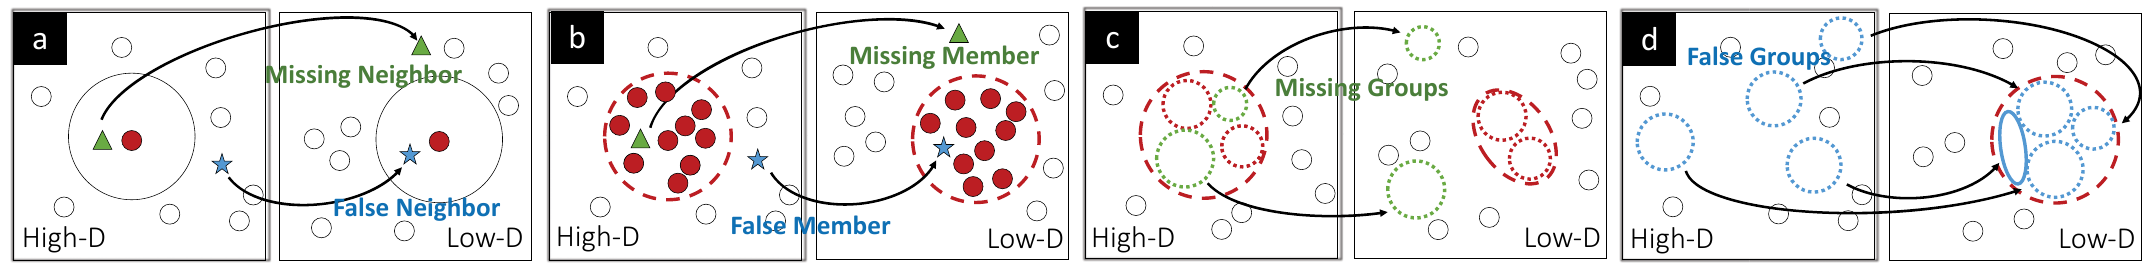 a
Missing Neighbor
False Neighbor
High-D
Low-D
b
Missing Member
False Member
High-D
Low-D
c
Missing Groups
High-D
Low-D
d
False Groups
High-D
Low-D